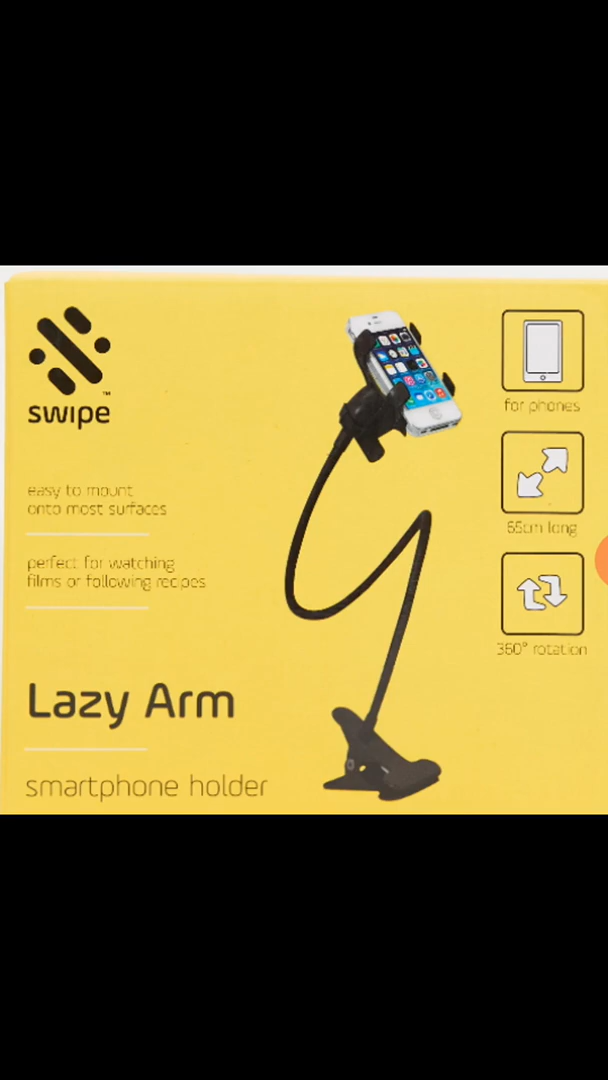 swipe™
easy to mount
onto most surfaces
perfect for watching
films or following recipes
Lazy Arm
smartphone holder
for phones
65cm long
360° rotation